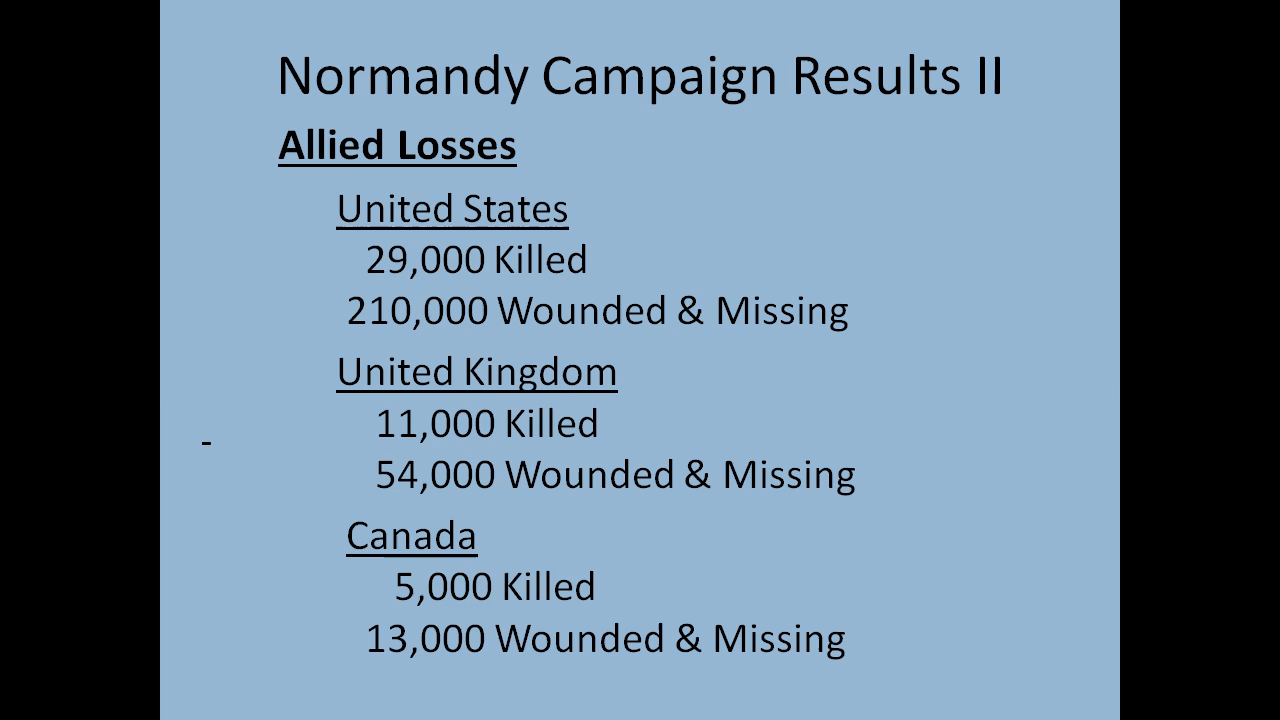 Normandy Campaign Results II
Allied Losses
United States
29,000 Killed
210,000 Wounded & Missing
United Kingdom
11,000 Killed
-
54,000 Wounded & Missing
Canada
5,000 Killed
13,000 Wounded & Missing